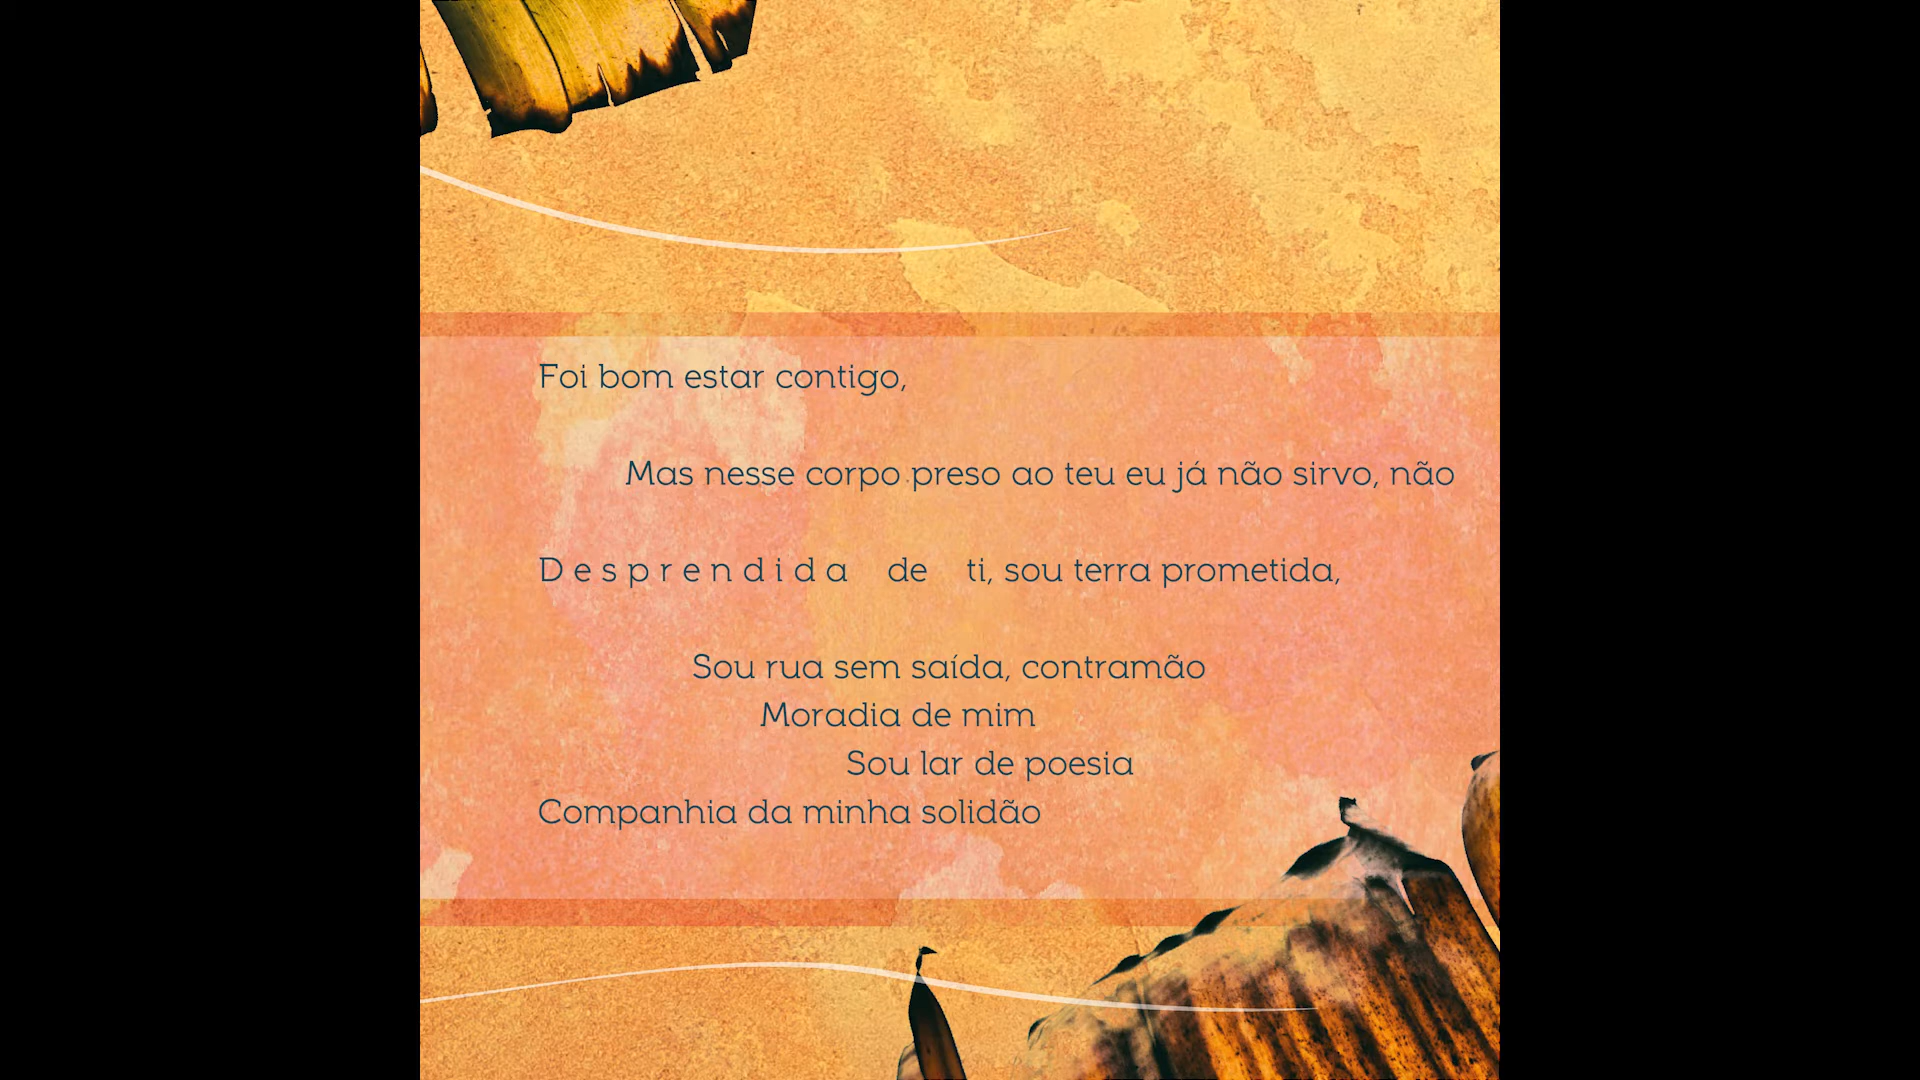 Foi bom estar contigo,
Mas nesse corpo preso ao teu eu já não sirvo, não
D e s p r e n d i d a de ti, sou terra prometida,
Sou rua sem saída, contramão
Moradia de mim
Sou lar de poesia
Companhia da minha solidão